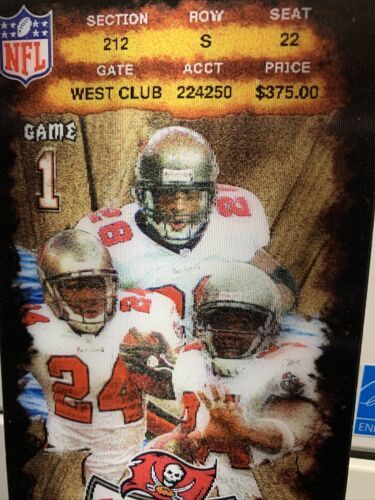 NFL
SECTION ROW SEAT
212 S 22
GATE ACCT PRICE
WEST CLUB 224250 $375.00
GAME
1
28
24